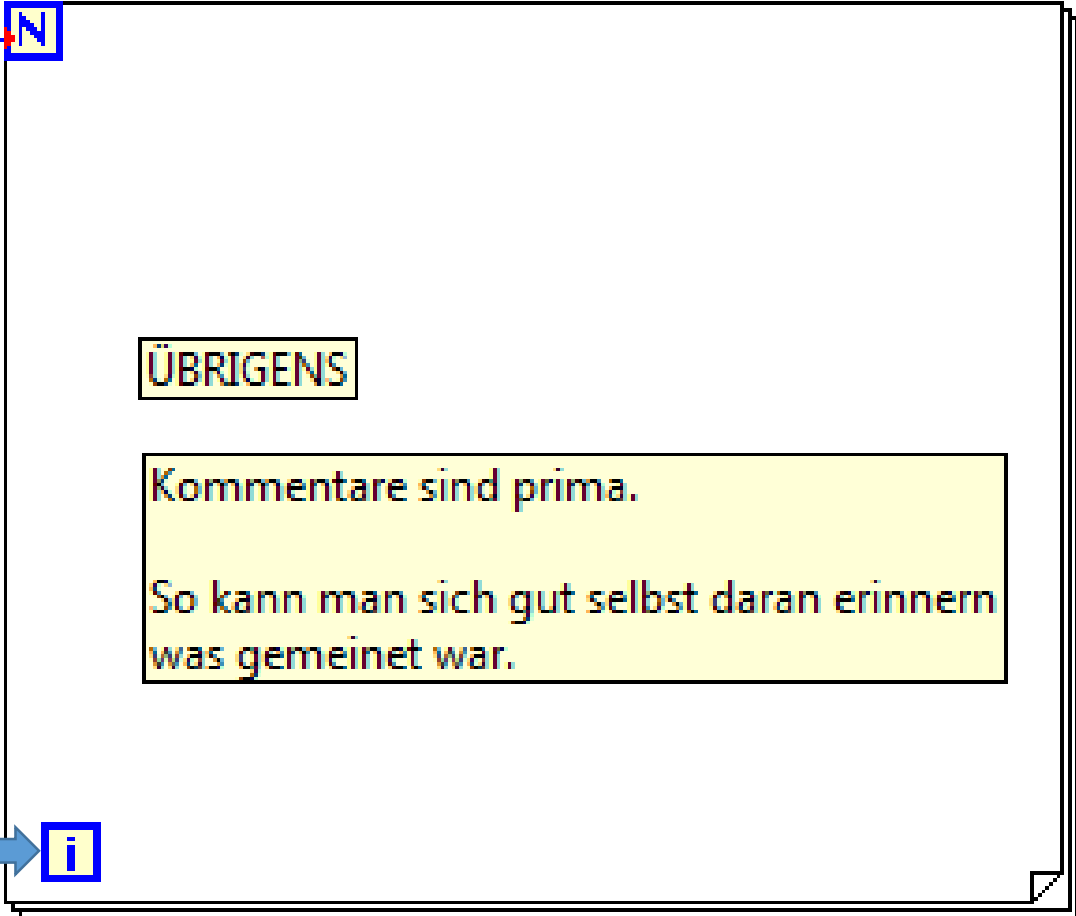 N
ÜBRIGENS
Kommentare sind prima.
So kann man sich gut selbst daran erinnern
was gemeinet war.
i